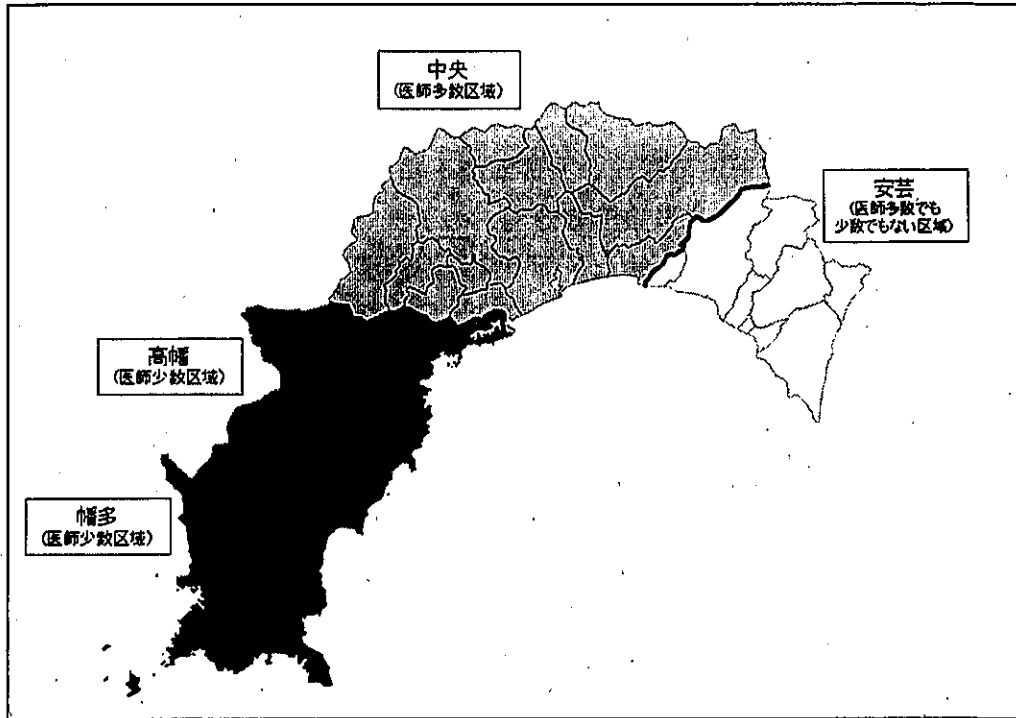 中央
(医師多数区域)
安芸
(医師多数でも
少数でもない区域)
高幡
(医師少数区域)
幡多
(医師少数区域)